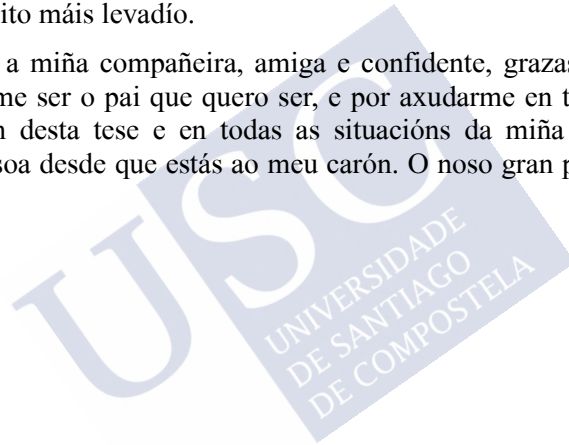 ito máis levadío.
a miña compañeira, amiga e confidente, grazas
me ser o pai que quero ser, e por axudarme en t
n desta tese e en todas as situacións da miña
soa desde que estás ao meu carón. O noso gran p
USC
UNIVERSIDADE
DE SANTIAGO
DE COMPOSTELA